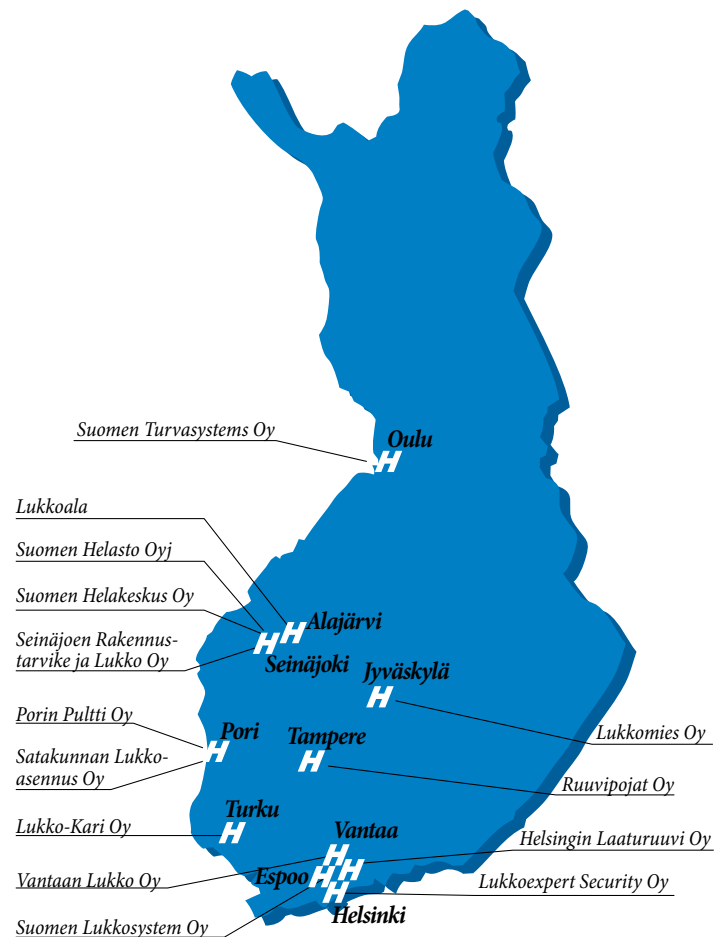 Suomen Turvasystems Oy
Oulu
Lukkoala
Suomen Helasto Oyj
Suomen Helakeskus Oy
Alajärvi
Seinäjoen Rakennus-
tarvike ja Lukko Oy
Seinäjoki
Jyväskylä
Porin Pultti Oy
Pori
Tampere
Lukkomies Oy
Satakunnan Lukko-
asennus Oy
Ruuvipojat Oy
Turku
Lukko-Kari Oy
Vantaa
Helsingin Laaturuuvi Oy
Vantaan Lukko Oy
Espoo
Lukkoexpert Security Oy
Suomen Lukkosystem Oy
Helsinki